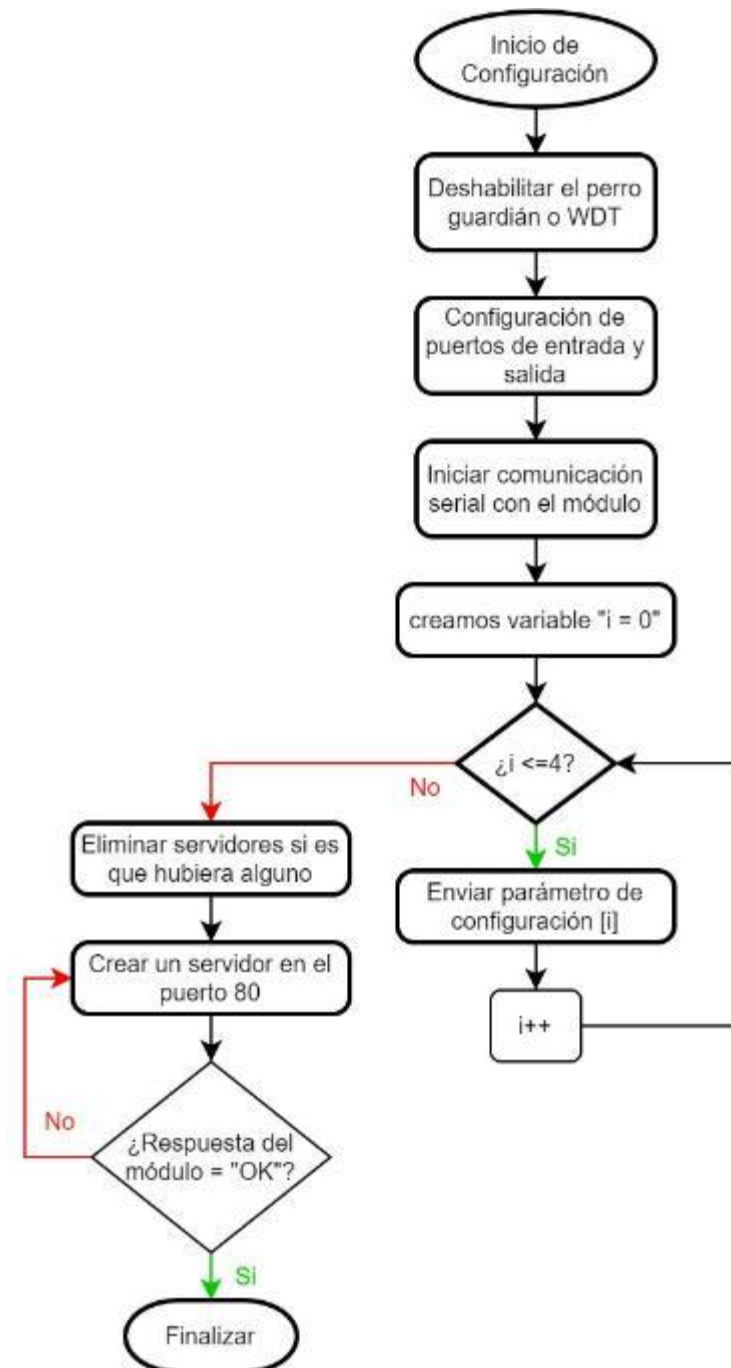 Inicio de
Configuración
Deshabilitar el perro
guardián o WDT
Configuración de
puertos de entrada y
salida
Iniciar comunicación
serial con el módulo
creamos variable "i = 0"
¿i <=4?
No
Si
Eliminar servidores si es
que hubiera alguno
Enviar parámetro de
configuración [i]
Crear un servidor en el
puerto 80
i++
No
¿Respuesta del
módulo = "OK"?
Si
Finalizar